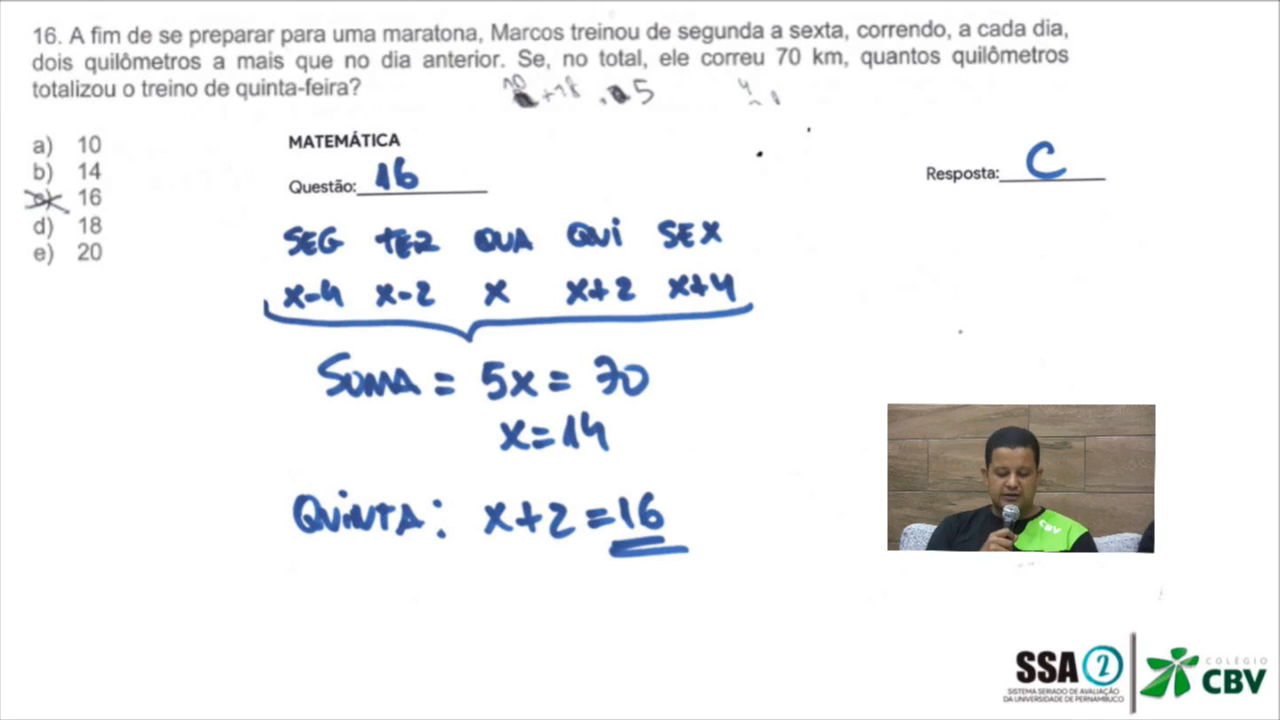 16. A fim de se preparar para uma maratona, Marcos treinou de segunda a sexta, correndo, a cada dia,
dois quilômetros a mais que no dia anterior. Se, no total, ele correu 70 km, quantos quilômetros
totalizou o treino de quinta-feira?
a) 10
b) 14
c) 16
d) 18
e) 20
MATEMÁTICA
Questão: 16
Resposta: C
SEG TER QUA QUI SEX
x-4 x-2 x x+2 x+4
SOMA = 5x = 70
x=14
QUINTA: x+2=16
CBV
SSA 2
SISTEMA SERIADO DE AVALIAÇÃO
DA UNIVERSIDADE DE PERNAMBUCO
COLÉGIO
CBV